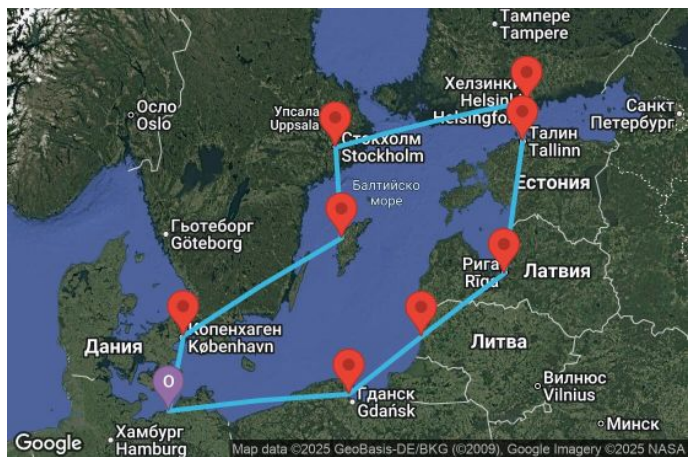 Тампере
Tampere
Хелзинки
Helsinki
Helsingfo
Осло
Oslo
Упсала
Uppsala
Стокхолм
Stockholm
Санкт
Петербург
Талин
Tallinn
ЕСТОНИЯ
Балтийско
море
Гьотеборг
Göteborg
Рига
Rīga
ЛАТВИЯ
Дания
Копенхаген
København
ЛИТВА
О
Гданск
Gdańsk
Вилнюс
Vilnius
Хамбург
Hamburg
Минск
Google
Map data ©2025 GeoBasis-DE/BKG (©2009), Google Imagery ©2025 NASA